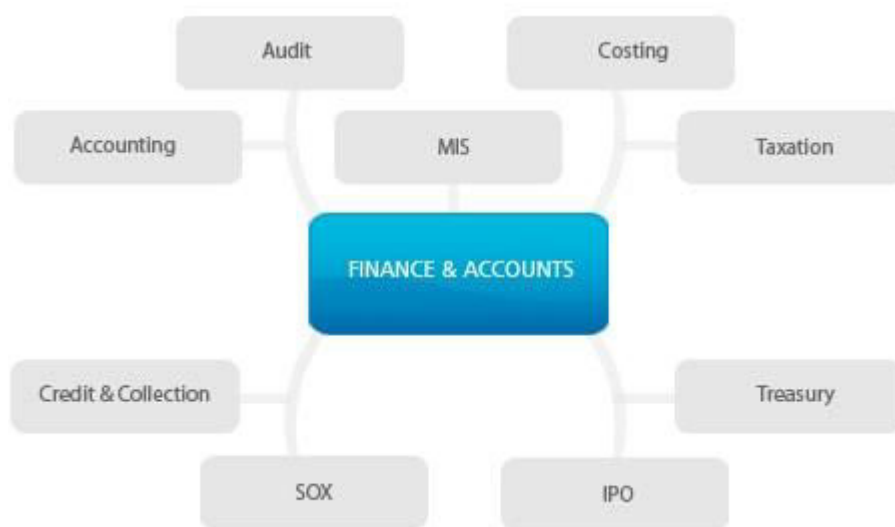 Audit
Costing
Accounting
MIS
Taxation
FINANCE & ACCOUNTS
Credit & Collection
Treasury
SOX
IPO